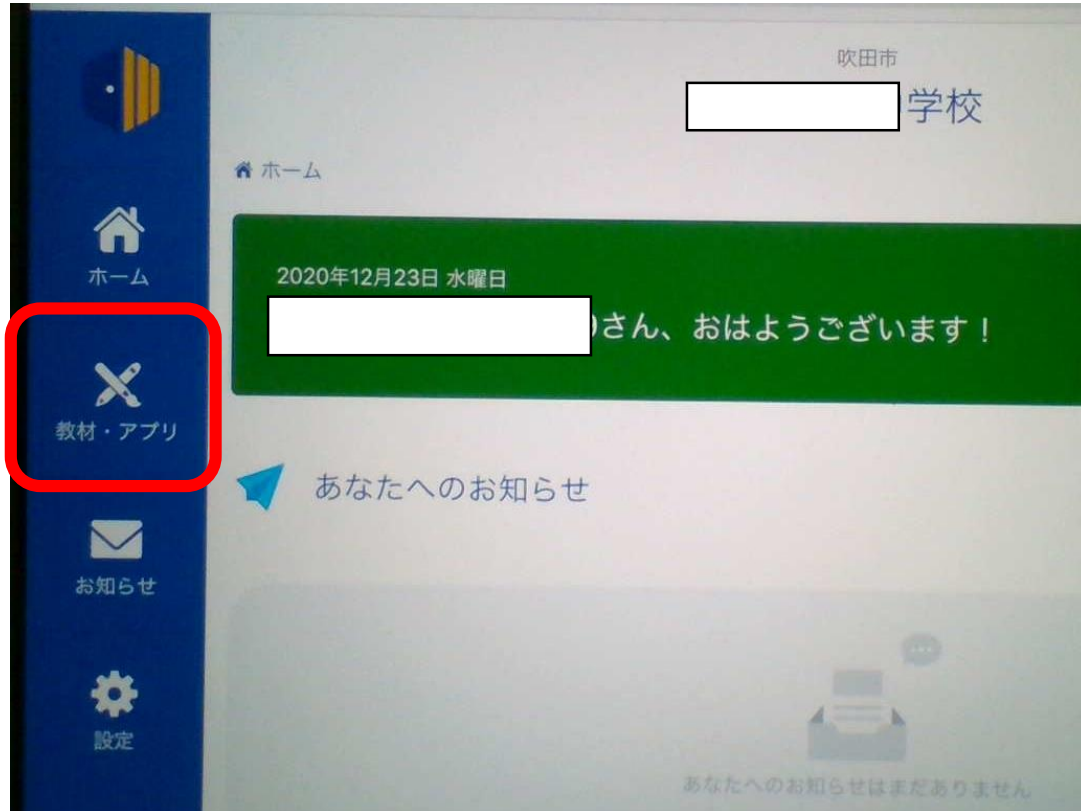 吹田市
学校
ホーム
ホーム
2020年12月23日 水曜日
さん、おはようございます！
教材・アプリ
あなたへのお知らせ
お知らせ
設定
あなたへのお知らせはまだありません